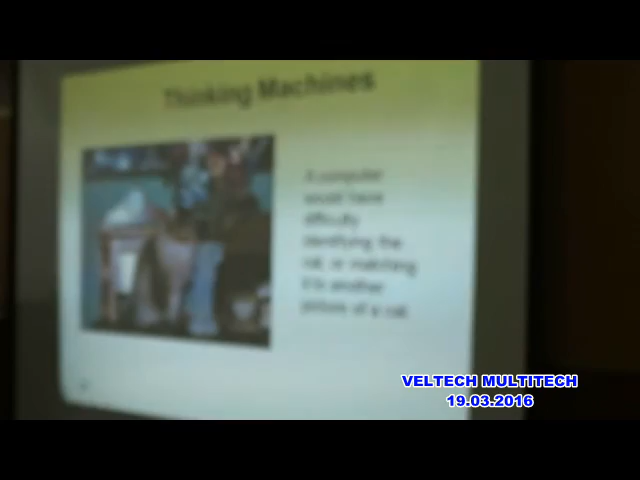 Thinking Machines
A computer
would have
difficulty
identifying the
cat, or matching
it to another
picture of a cat.
VELTECH MULTITECH
19.03.2016